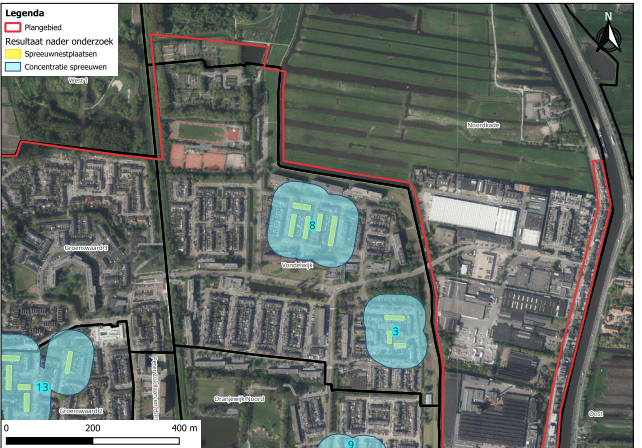 Legenda
Plangebied
Resultaat nader onderzoek
Spreeuwnestplaatsen
Concentratie spreeuwen
N
West I
Noordkade
Groenswaard 1
8
Vondelwijk
3
13
Groenswaard 2
Oranjewijk Noord
Oost
9
0 200 400 m